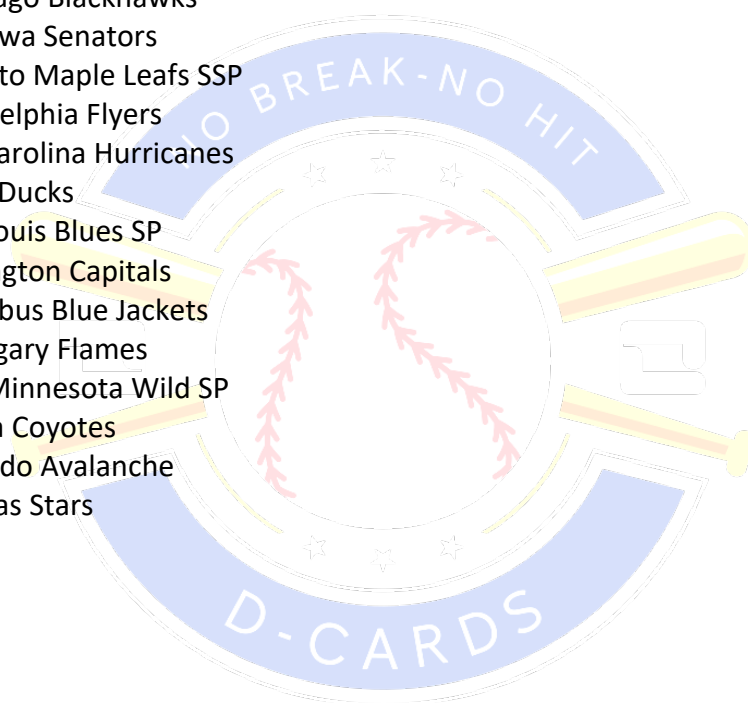 ago Blackhawks
wa Senators
to Maple Leafs SSP
elphia Flyers
arolina Hurricanes
Ducks
ouis Blues SP
gton Capitals
bus Blue Jackets
gary Flames
Minnesota Wild SP
Coyotes
do Avalanche
as Stars
NO BREAK-NO HIT
D-CARDS